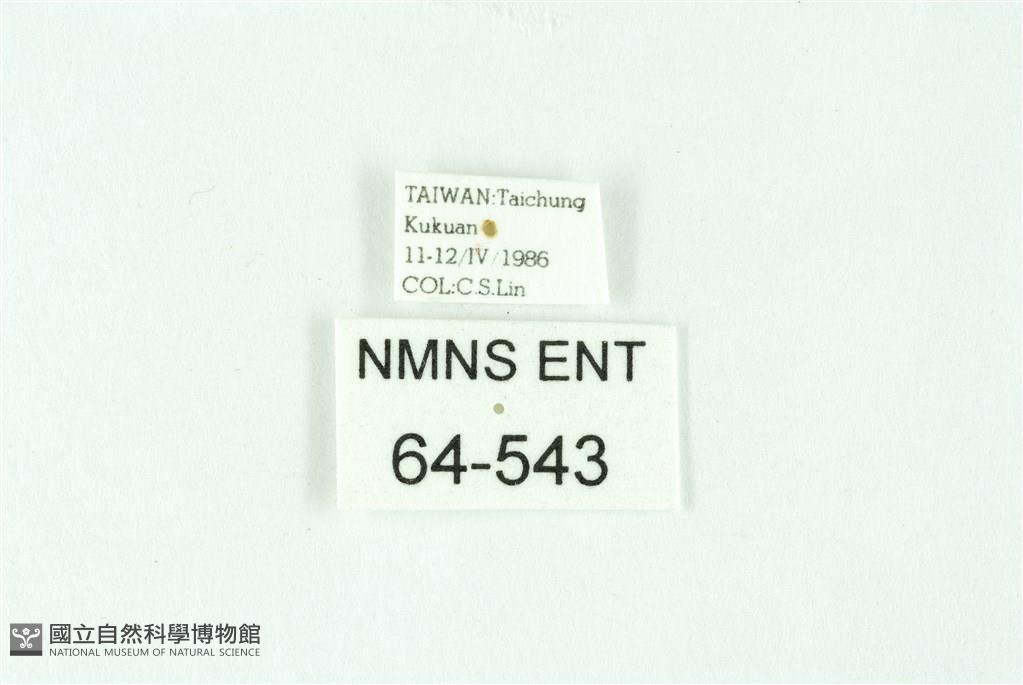 TAIWAN:Taichung
Kukuan
11-12/IV/1986
COL:C.S.Lin
NMNS ENT
64-543
國立自然科學博物館
NATIONAL MUSEUM OF NATURAL SCIENCE